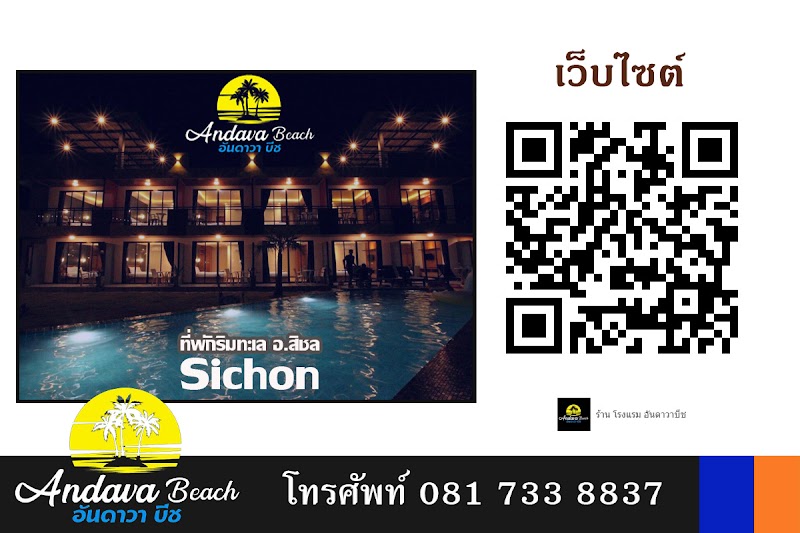 เว็บไซต์
Andava Beach
อันดาวา บีช
ที่พักริมทะเล อ.สิชล
Sichon
ร้าน โรงแรม อันดาวาบีช
Andava Beach
อันดาวา บีช
โทรศัพท์ 081 733 8837